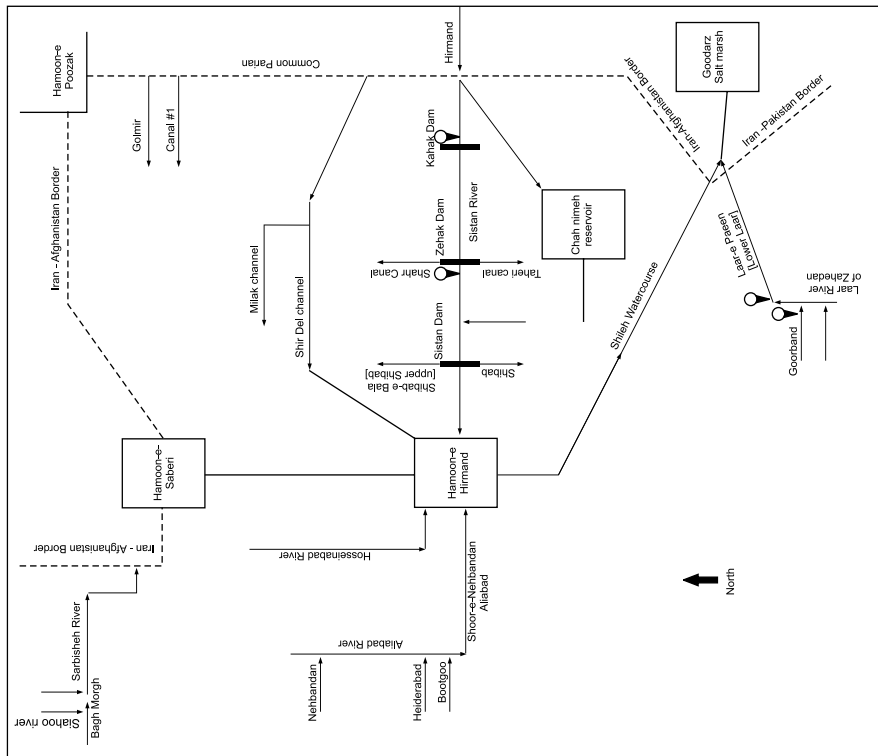 Hamoon-e
Poozak
Common Parian
Hirmand
Goodarz
Salt marsh
Iran-Afghanistan Border
Iran -Pakistan Border
Golmir
Canal #1
Kahak Dam
Iran - Afghanistan Border
Milak channel
Shir Del channel
Zehak Dam
Sistan River
Shahr Canal
Taheri canal
Chah nimeh
reservoir
Laar-e Paeen
[Lower Laar]
Laar River
of Zahedan
Goorband
Sistan Dam
Shibab-e Bala
[upper Shibab]
Shibab
Shileh Watercourse
Hamoon-e-
Saberi
Hamoon-e
Hirmand
Iran - Afghanistan Border
Hosseinabad River
Shoor-e-Nehbandan
Aliabad
North
Sarbisheh River
Aliabad River
Siahoo river
Bagh Morgh
Nehbandan
Heiderabad
Bootgoo